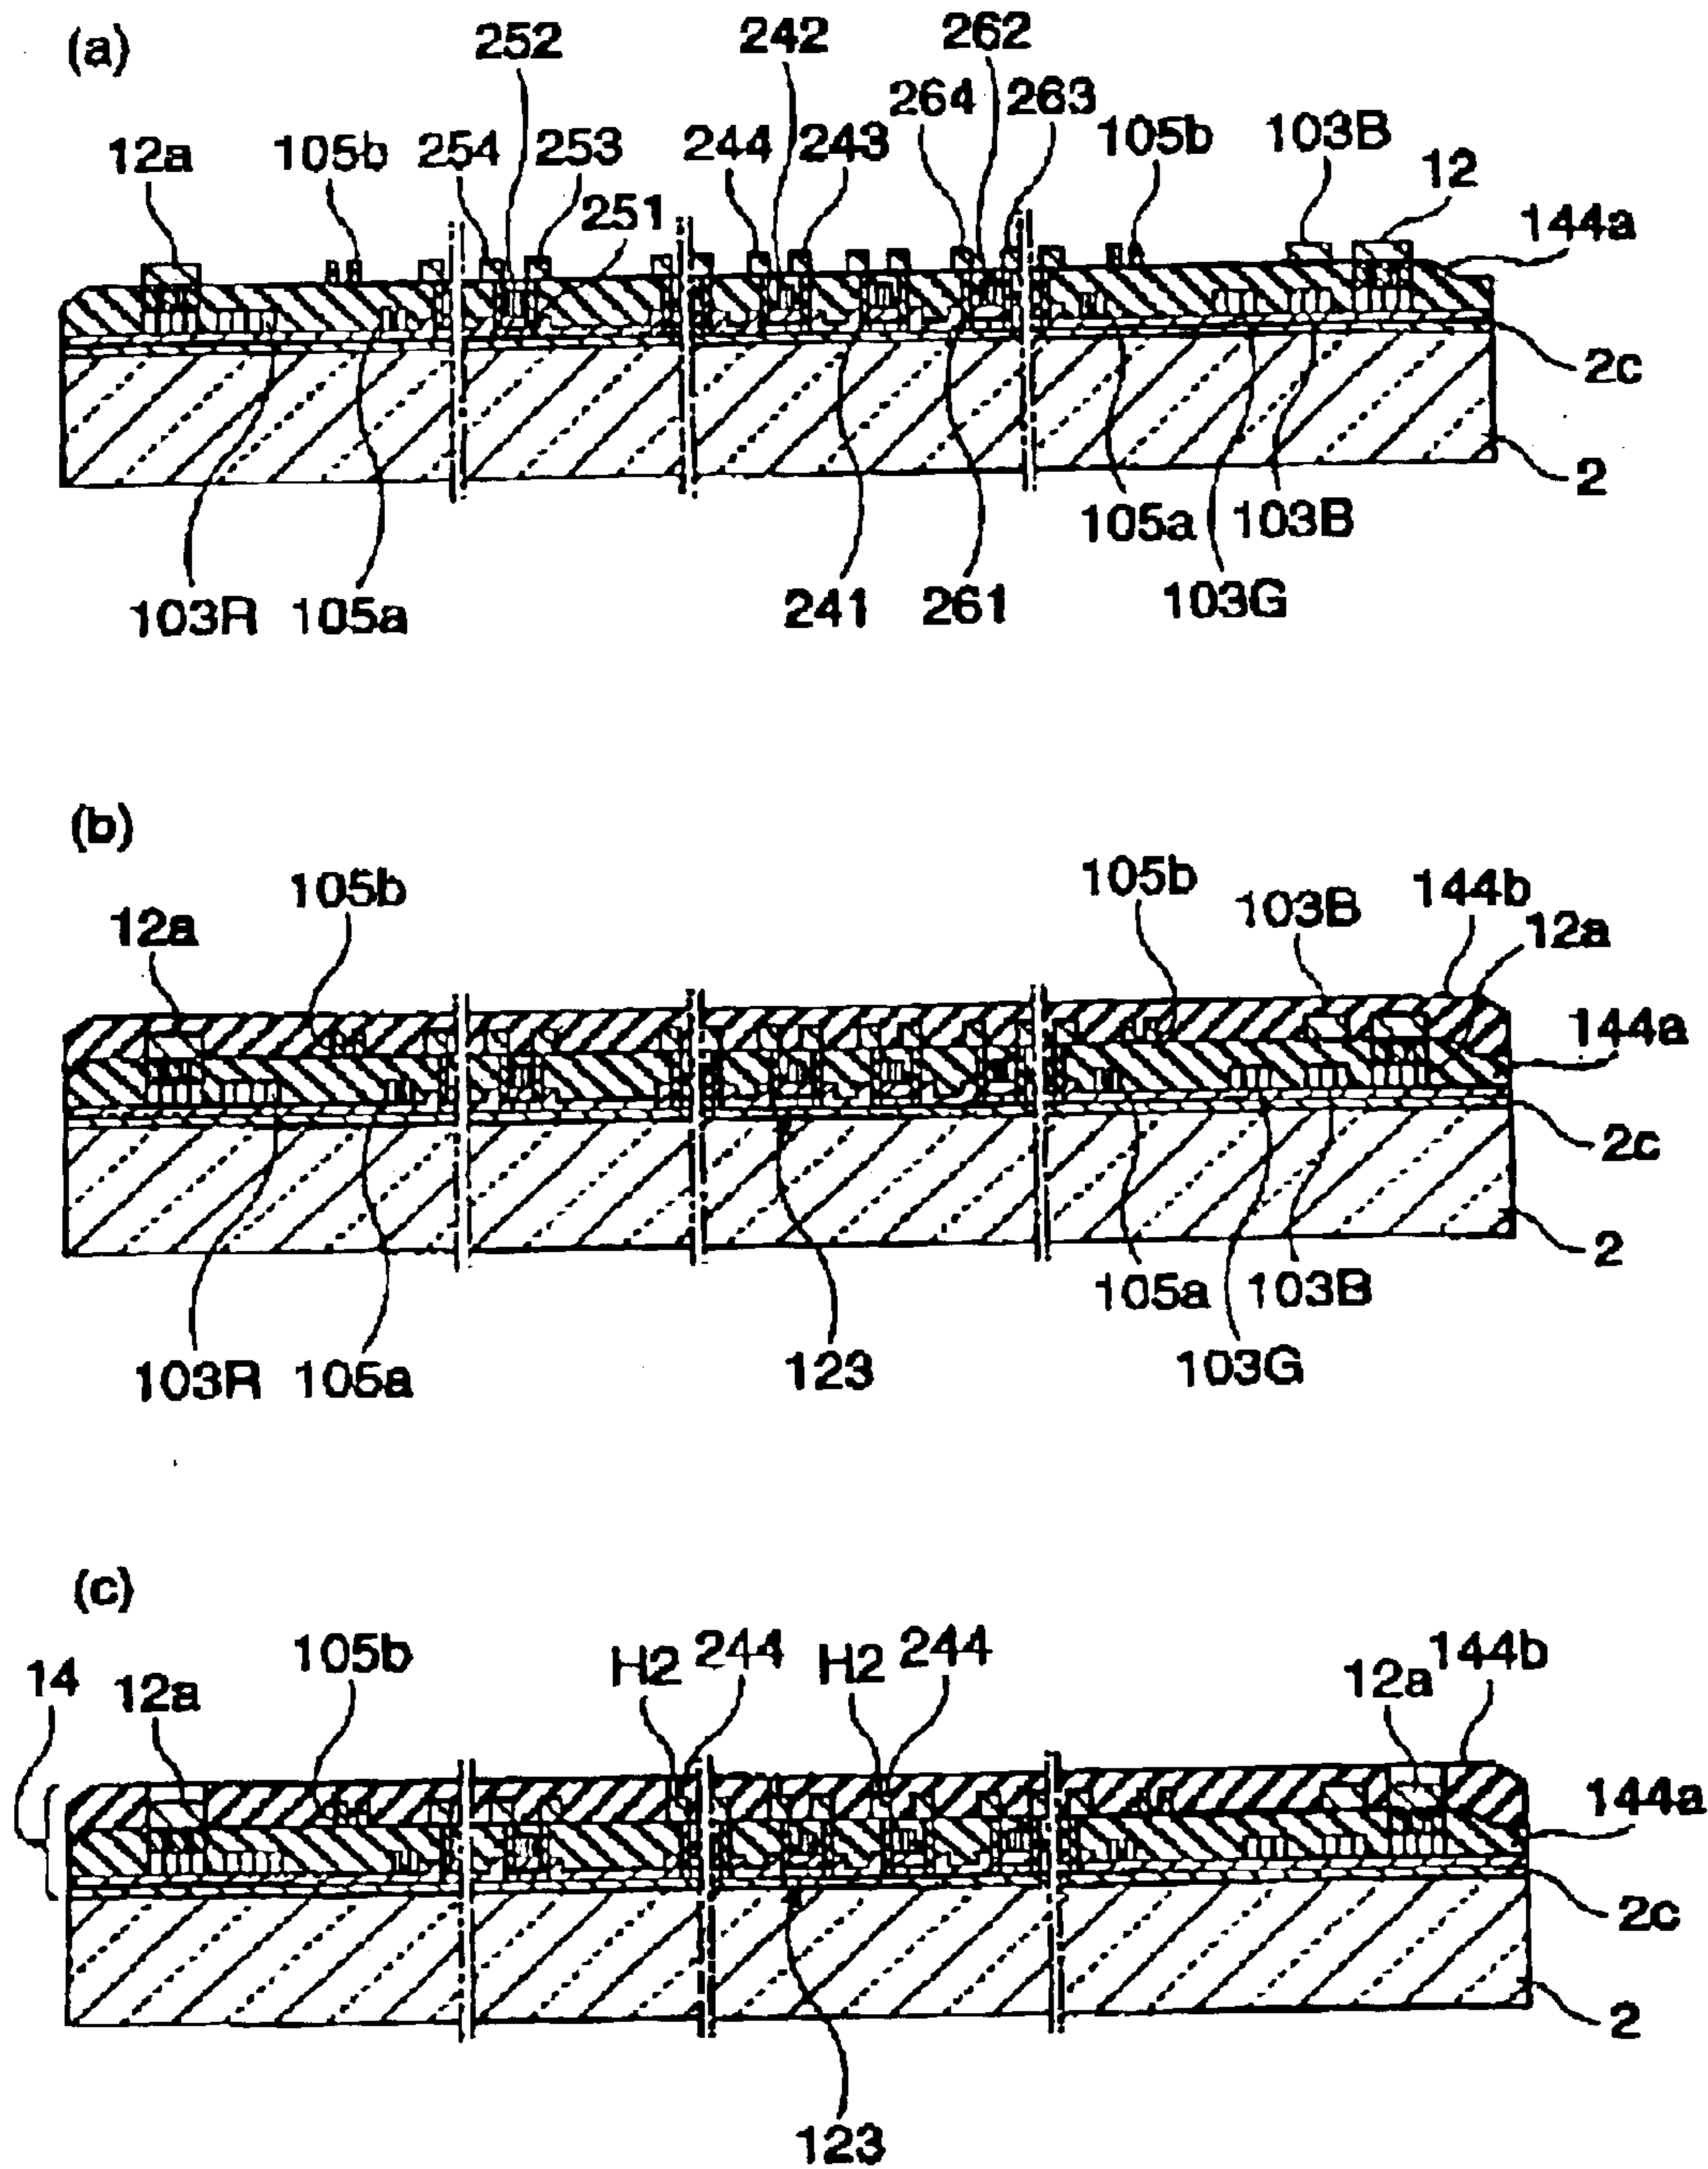 (a)
252 242 262
264 263
12a 105b 254 253 244 243 105b 103B 12
251 144a
2c
2
105a 103B
103R 105a 241 261 103G
(b)
105b 105b 103B 144b
12a 12a
144a
2c
2
105a 103B
103R 105a 123 103G
(c)
14 12a 105b H2 244 H2 244 12a 144b
144a
2c
2
123